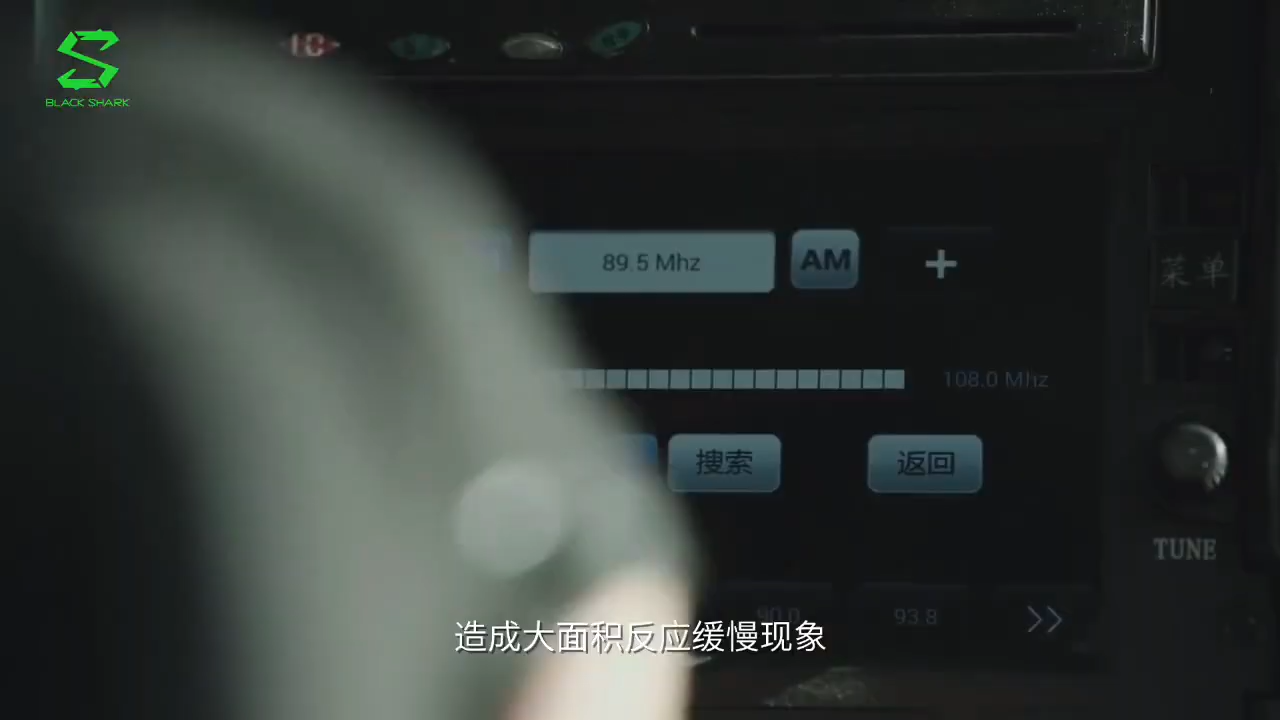 BLACK SHARK
89.5 Mhz
AM
+
菜单
108.0 Mhz
搜索
返回
TUNE
90.0
93.8
造成大面积反应缓慢现象